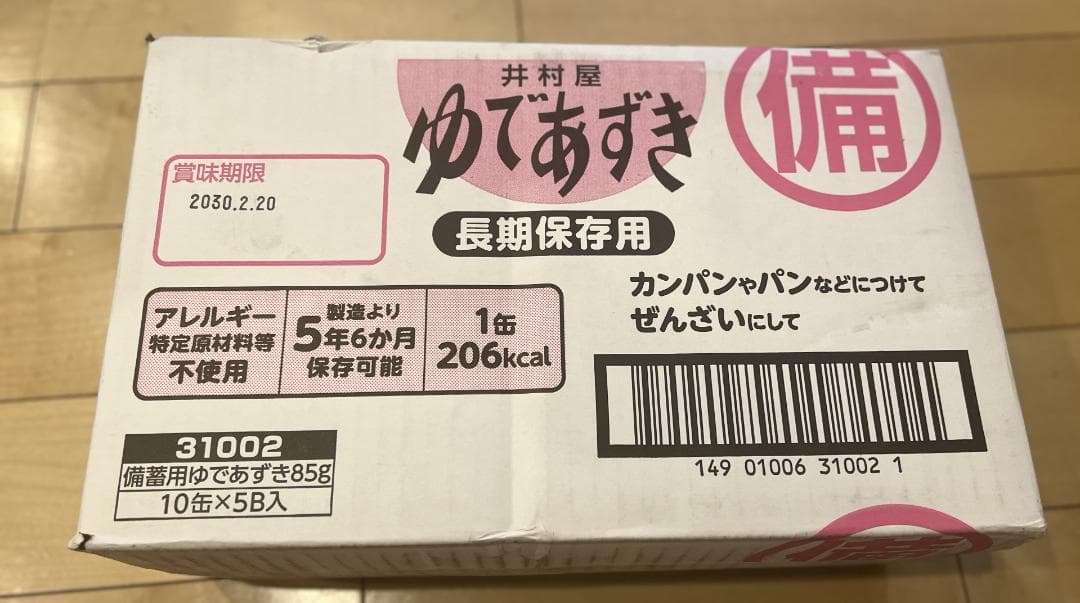 井村屋
ゆであずき
長期保存用
備
賞味期限
2030.2.20
アレルギー
特定原材料等
不使用
製造より
5年6か月
保存可能
1缶
206kcal
カンパンやパンなどにつけて
ぜんざいにして
149 01006 31002 1
31002
備蓄用ゆであずき85g
10缶×5B入
備